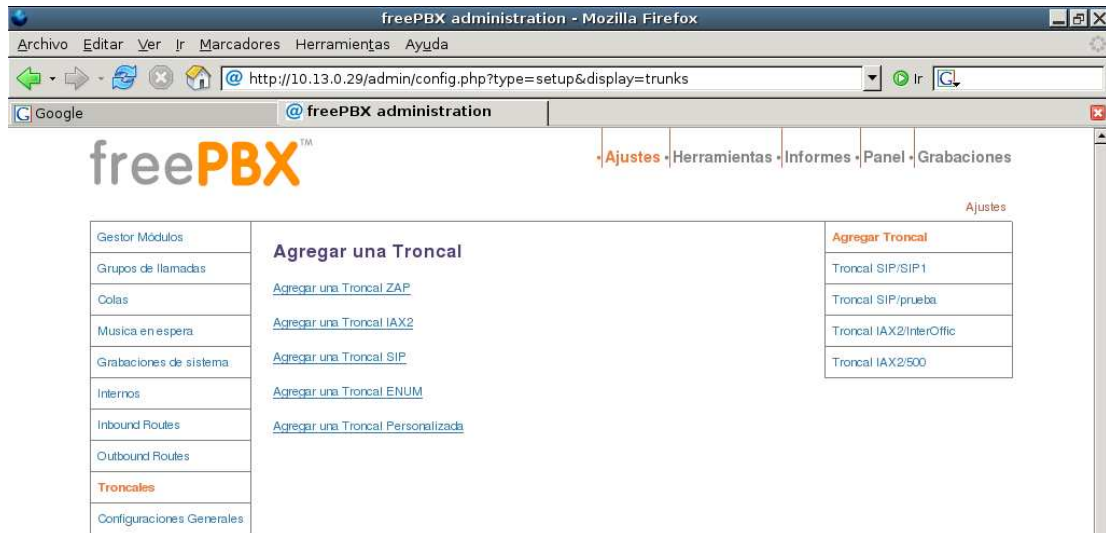 freePBX administration - Mozilla Firefox
Archivo Editar Ver Ir Marcadores Herramientas Ayuda
http://10.13.0.29/admin/config.php?type=setup&display=trunks
Ir
G
G Google
@ freePBX administration
freePBX™
Ajustes • Herramientas • Informes • Panel • Grabaciones
Ajustes
Gestor Módulos
Grupos de llamadas
Colas
Musica en espera
Grabaciones de sistema
Internos
Inbound Routes
Outbound Routes
Troncales
Configuraciones Generales
Agregar una Troncal
Agregar una Troncal ZAP
Agregar una Troncal IAX2
Agregar una Troncal SIP
Agregar una Troncal ENUM
Agregar una Troncal Personalizada
Agregar Troncal
Troncal SIP/SIP1
Troncal SIP/prueba
Troncal IAX2/InterOffic
Troncal IAX2/500